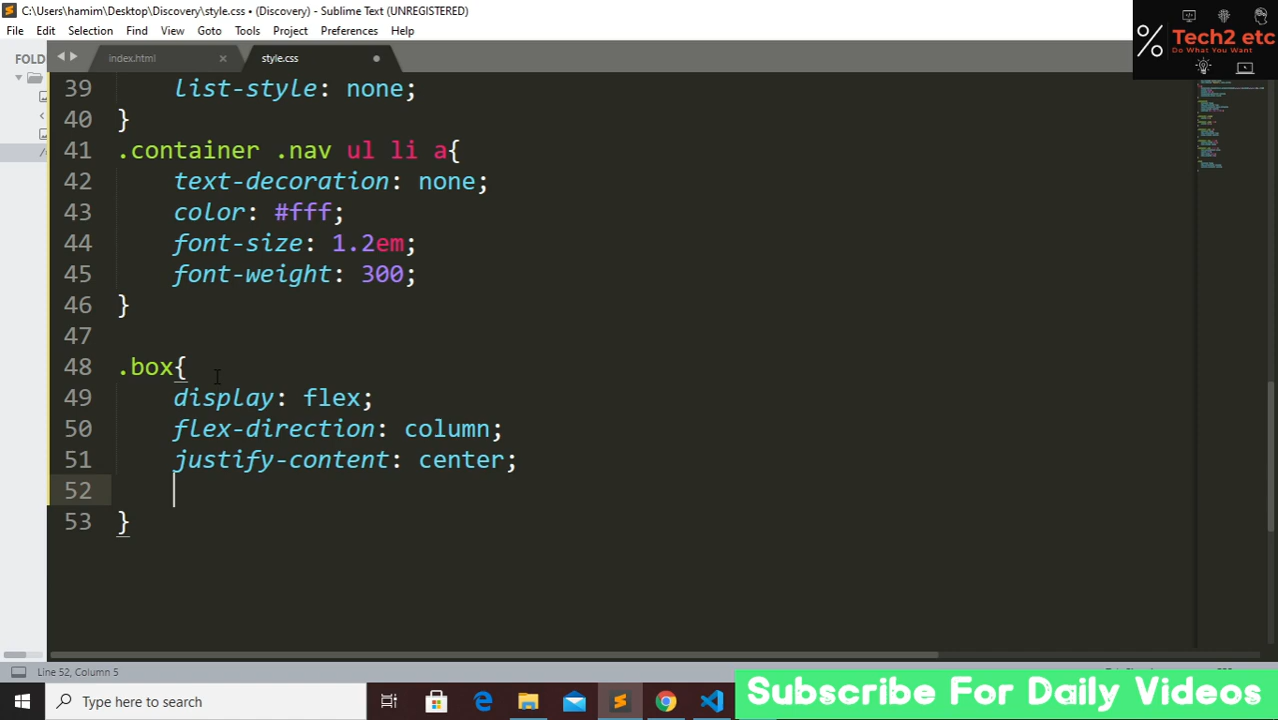 C:\Users\hamim\Desktop\Discovery\style.css • (Discovery) - Sublime Text (UNREGISTERED)
File Edit Selection Find View Goto Tools Project Preferences Help
Tech2 etc
Do What You Want
FOLD
index.html
style.css
39 list-style: none;
40 }
41 .container .nav ul li a{
42 text-decoration: none;
43 color: #fff;
44 font-size: 1.2em;
45 font-weight: 300;
46 }
47
48 .box{
49 display: flex;
50 flex-direction: column;
51 justify-content: center;
52
53 }
Line 52, Column 5
Type here to search
Subscribe For Daily Videos